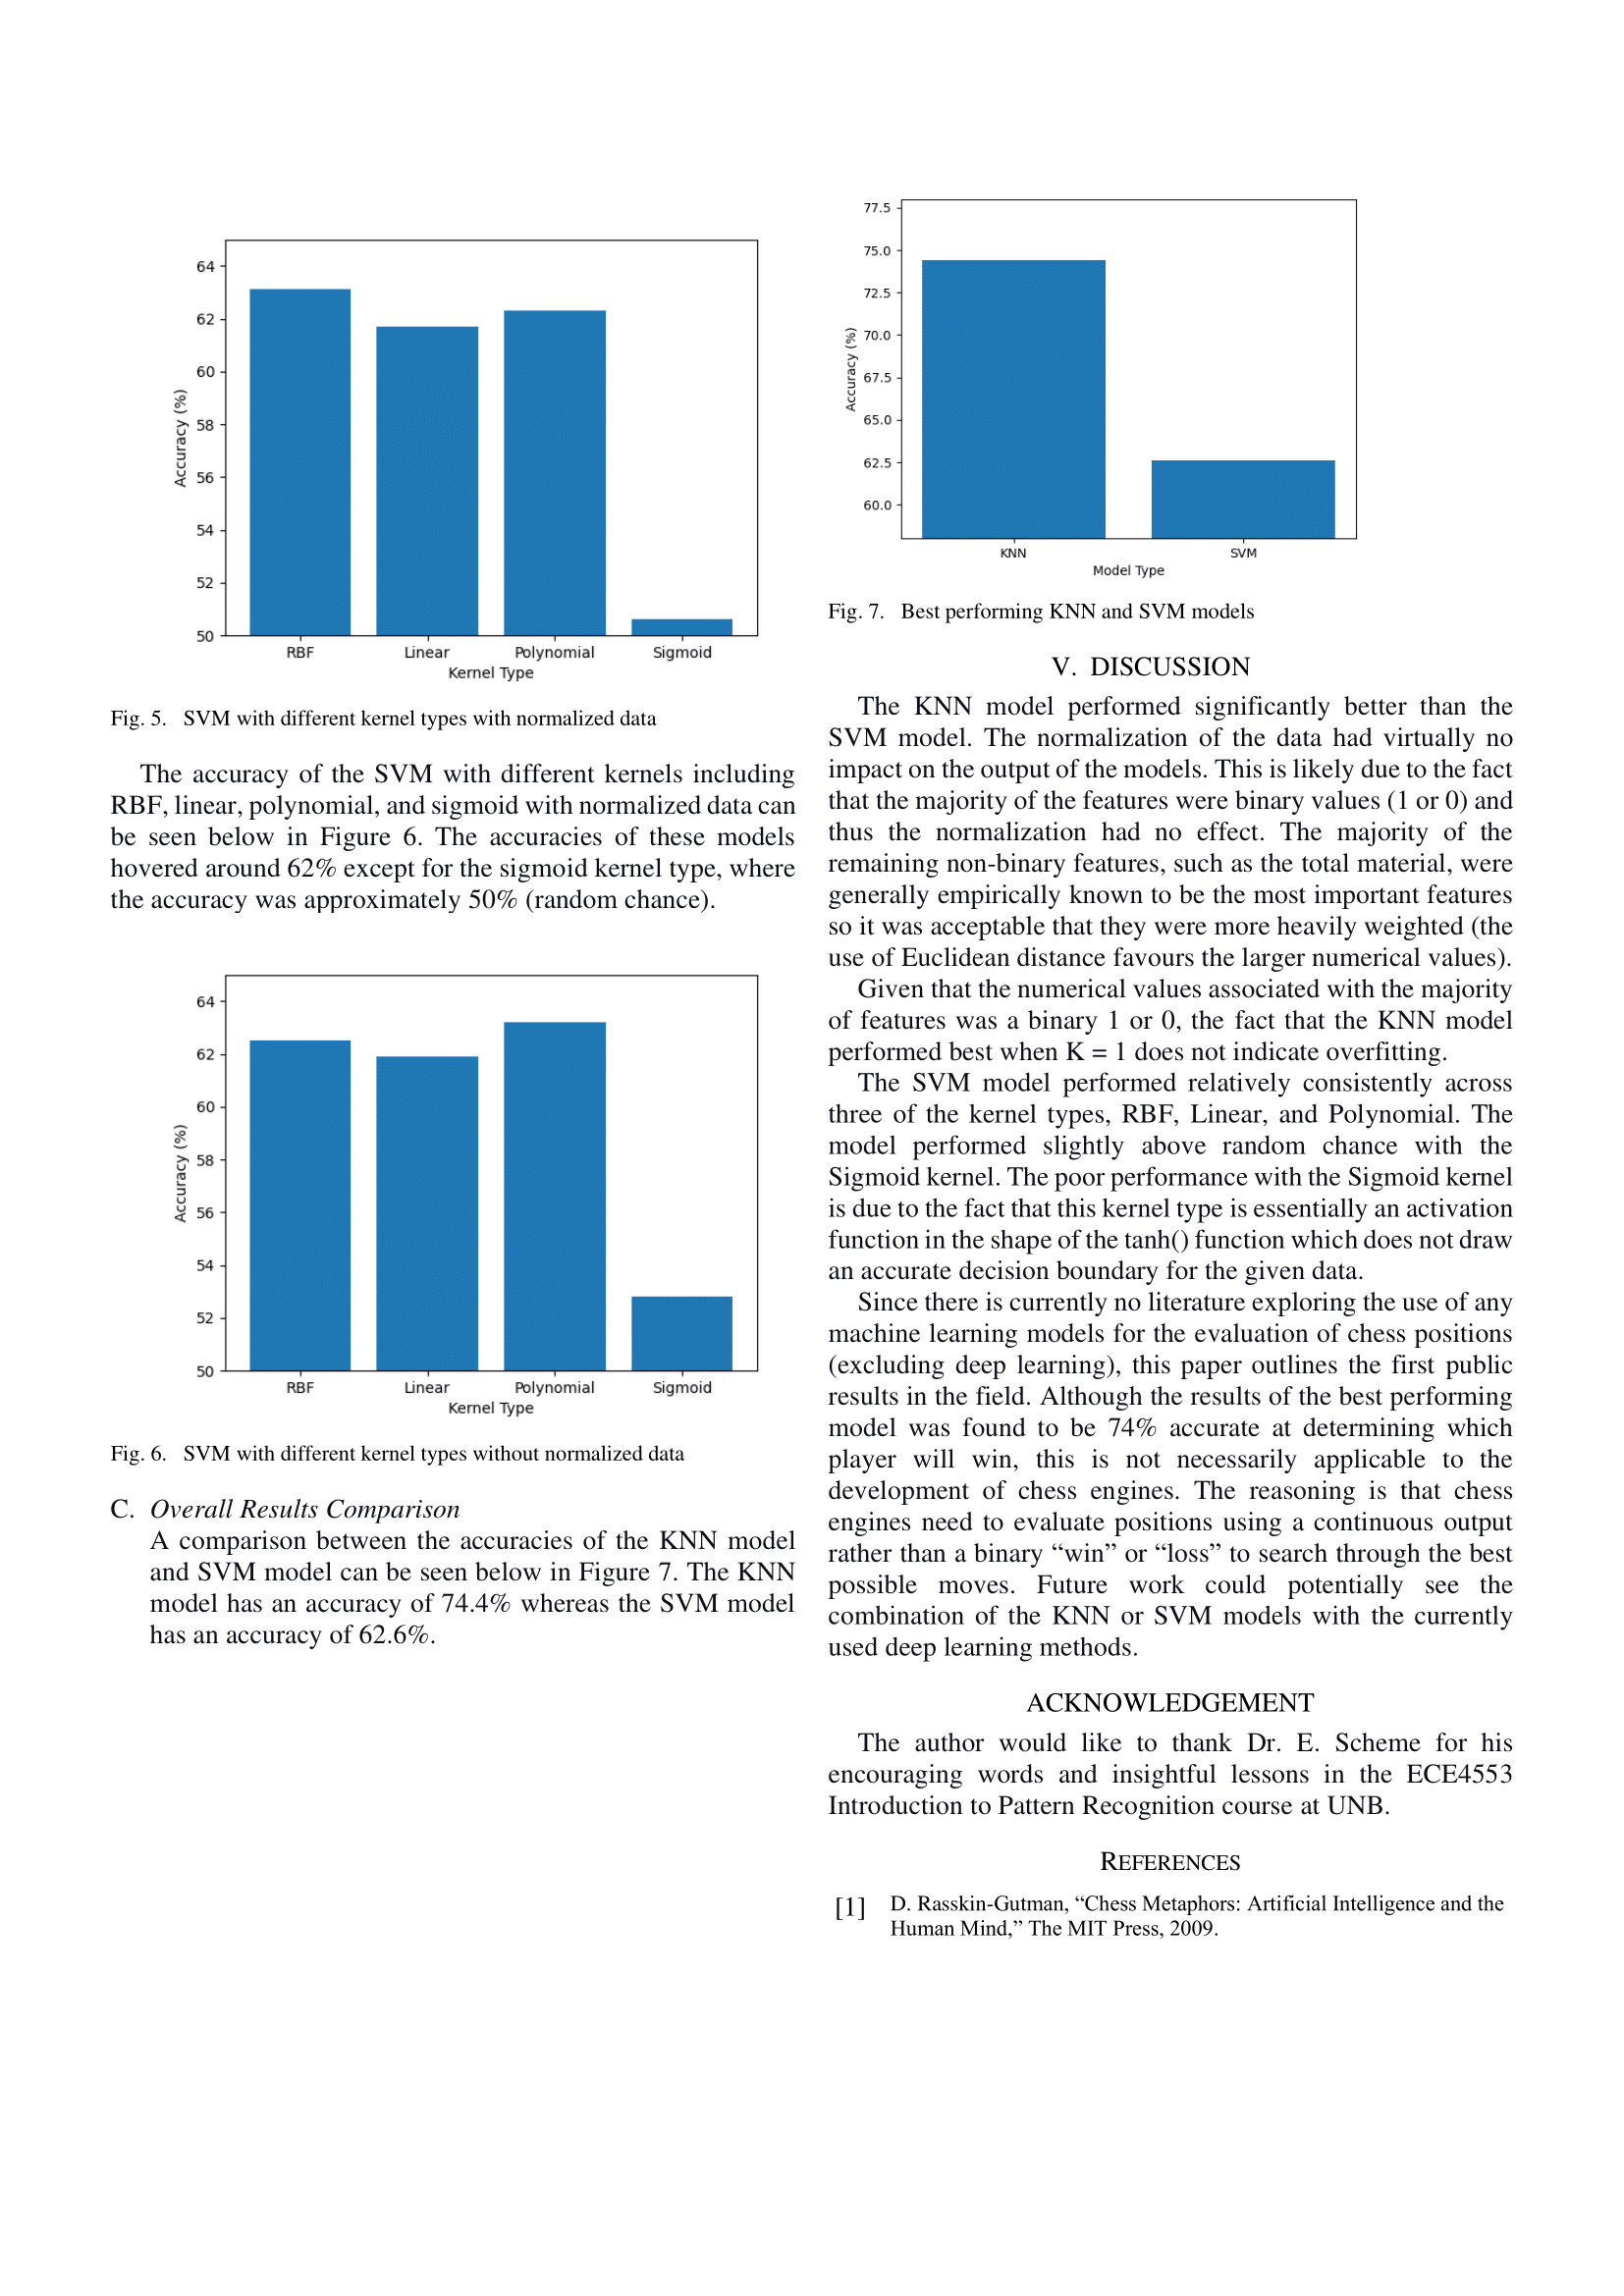 64
62
60
58
56
54
52
50
Accuracy (%)
RBF
Linear
Polynomial
Sigmoid
Kernel Type
Fig. 5. SVM with different kernel types with normalized data
The accuracy of the SVM with different kernels including
RBF, linear, polynomial, and sigmoid with normalized data can
be seen below in Figure 6. The accuracies of these models
hovered around 62% except for the sigmoid kernel type, where
the accuracy was approximately 50% (random chance).
64
62
60
58
56
54
52
50
Accuracy (%)
RBF
Linear
Polynomial
Sigmoid
Kernel Type
Fig. 6. SVM with different kernel types without normalized data
C. Overall Results Comparison
A comparison between the accuracies of the KNN model
and SVM model can be seen below in Figure 7. The KNN
model has an accuracy of 74.4% whereas the SVM model
has an accuracy of 62.6%.
77.5
75.0
72.5
70.0
67.5
65.0
62.5
60.0
Accuracy (%)
KNN
SVM
Model Type
Fig. 7. Best performing KNN and SVM models
V. DISCUSSION
The KNN model performed significantly better than the
SVM model. The normalization of the data had virtually no
impact on the output of the models. This is likely due to the fact
that the majority of the features were binary values (1 or 0) and
thus the normalization had no effect. The majority of the
remaining non-binary features, such as the total material, were
generally empirically known to be the most important features
so it was acceptable that they were more heavily weighted (the
use of Euclidean distance favours the larger numerical values).
Given that the numerical values associated with the majority
of features was a binary 1 or 0, the fact that the KNN model
performed best when K = 1 does not indicate overfitting.
The SVM model performed relatively consistently across
three of the kernel types, RBF, Linear, and Polynomial. The
model performed slightly above random chance with the
Sigmoid kernel. The poor performance with the Sigmoid kernel
is due to the fact that this kernel type is essentially an activation
function in the shape of the tanh() function which does not draw
an accurate decision boundary for the given data.
Since there is currently no literature exploring the use of any
machine learning models for the evaluation of chess positions
(excluding deep learning), this paper outlines the first public
results in the field. Although the results of the best performing
model was found to be 74% accurate at determining which
player will win, this is not necessarily applicable to the
development of chess engines. The reasoning is that chess
engines need to evaluate positions using a continuous output
rather than a binary “win” or “loss” to search through the best
possible moves. Future work could potentially see the
combination of the KNN or SVM models with the currently
used deep learning methods.
ACKNOWLEDGEMENT
The author would like to thank Dr. E. Scheme for his
encouraging words and insightful lessons in the ECE4553
Introduction to Pattern Recognition course at UNB.
REFERENCES
[1] D. Rasskin-Gutman, “Chess Metaphors: Artificial Intelligence and the
Human Mind,” The MIT Press, 2009.